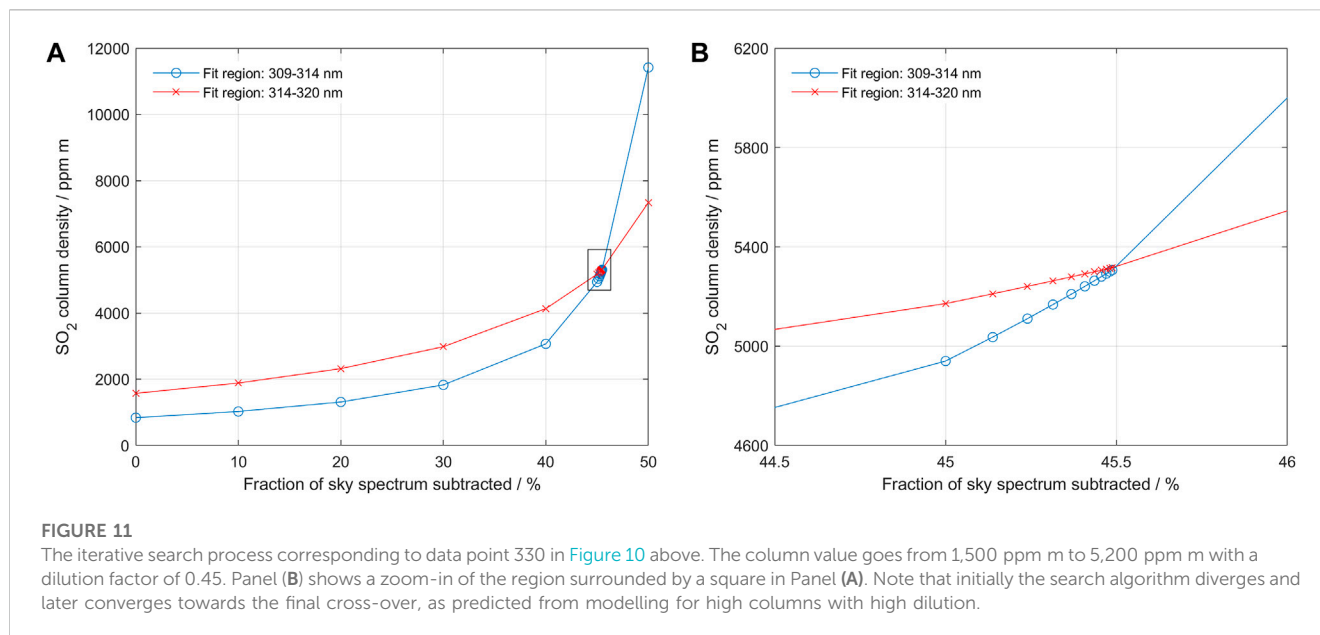 A
12000
10000
8000
6000
4000
2000
0
SO2 column density / ppm m
Fit region: 309-314 nm
Fit region: 314-320 nm
0 10 20 30 40 50
Fraction of sky spectrum subtracted / %
B
6200
5800
5400
5000
4600
SO2 column density / ppm m
Fit region: 309-314 nm
Fit region: 314-320 nm
44.5 45 45.5 46
Fraction of sky spectrum subtracted / %
FIGURE 11
The iterative search process corresponding to data point 330 in Figure 10 above. The column value goes from 1,500 ppm m to 5,200 ppm m with a
dilution factor of 0.45. Panel (B) shows a zoom-in of the region surrounded by a square in Panel (A). Note that initially the search algorithm diverges and
later converges towards the final cross-over, as predicted from modelling for high columns with high dilution.